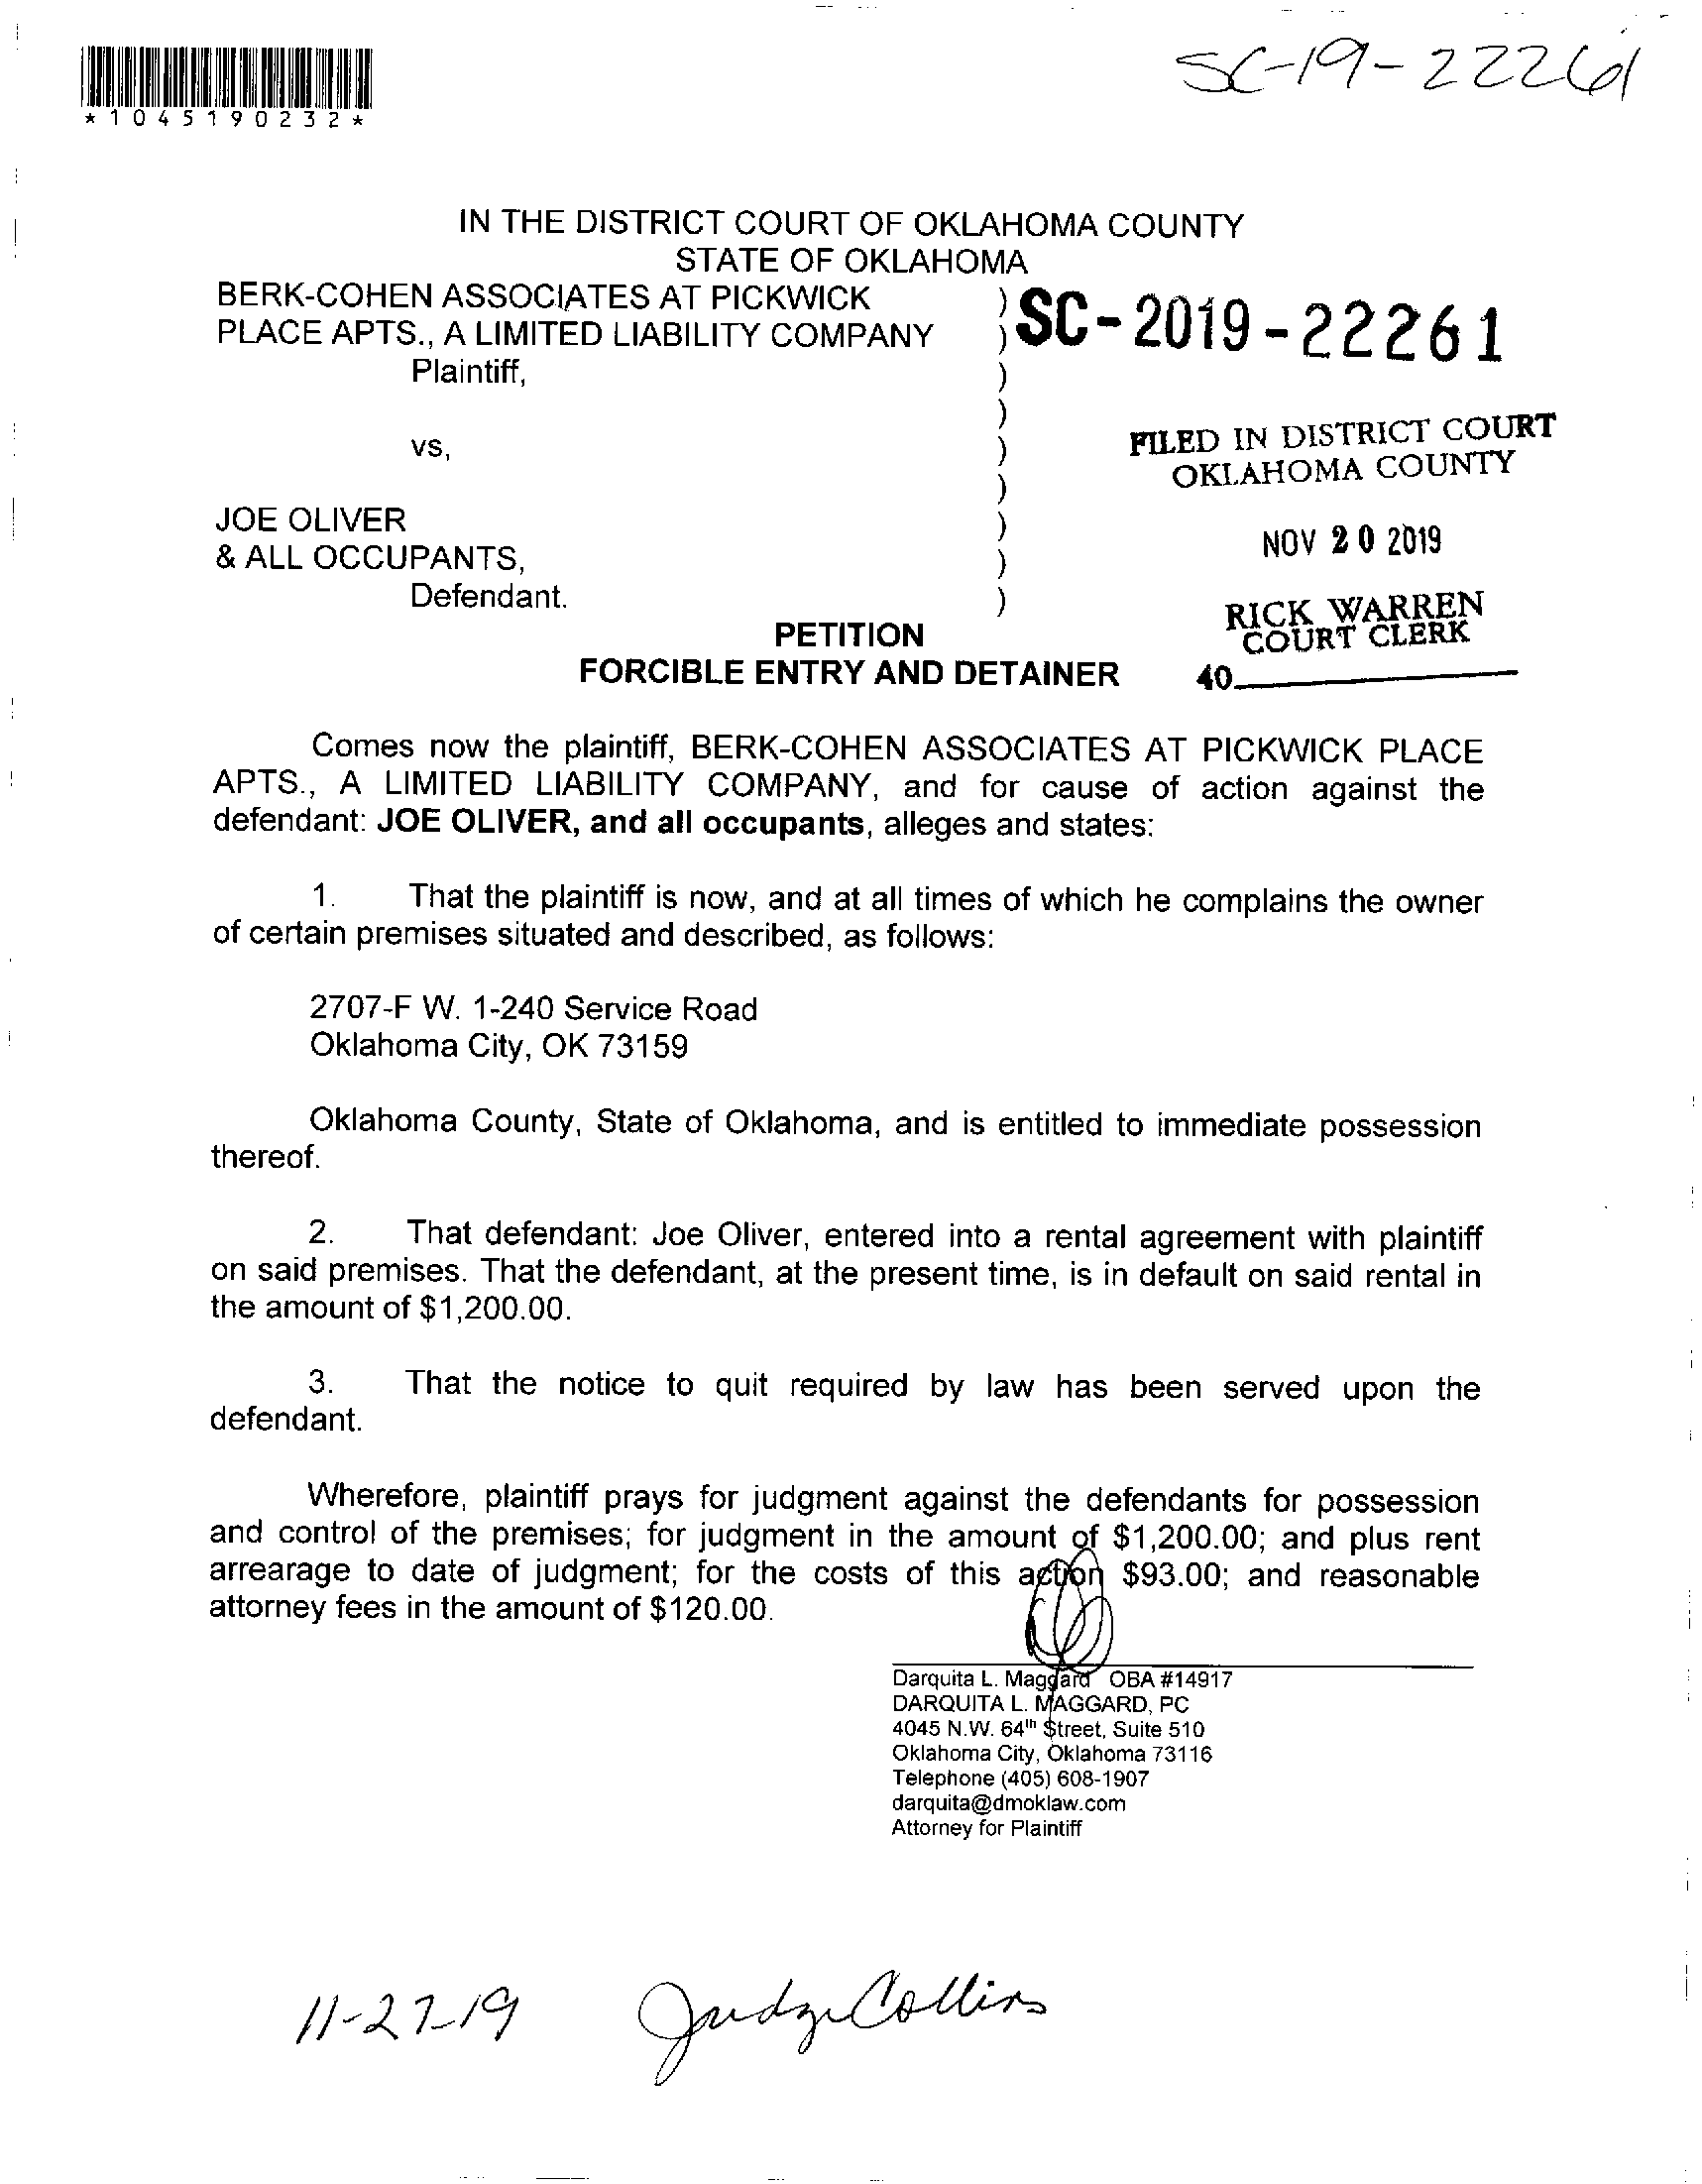 SC-19-22261
*1045190232*
IN THE DISTRICT COURT OF OKLAHOMA COUNTY
STATE OF OKLAHOMA
BERK-COHEN ASSOCIATES AT PICKWICK )
PLACE APTS., A LIMITED LIABILITY COMPANY )
SC-2019-22261
Plaintiff, )
)
vs, )
)
JOE OLIVER )
& ALL OCCUPANTS, )
Defendant. )
FILED IN DISTRICT COURT
OKLAHOMA COUNTY
NOV 20 2019
RICK WARREN
COURT CLERK
40
PETITION
FORCIBLE ENTRY AND DETAINER
Comes now the plaintiff, BERK-COHEN ASSOCIATES AT PICKWICK PLACE
APTS., A LIMITED LIABILITY COMPANY, and for cause of action against the
defendant: JOE OLIVER, and all occupants, alleges and states:
1. That the plaintiff is now, and at all times of which he complains the owner
of certain premises situated and described, as follows:
2707-F W. 1-240 Service Road
Oklahoma City, OK 73159
Oklahoma County, State of Oklahoma, and is entitled to immediate possession
thereof.
2. That defendant: Joe Oliver, entered into a rental agreement with plaintiff
on said premises. That the defendant, at the present time, is in default on said rental in
the amount of $1,200.00.
3. That the notice to quit required by law has been served upon the
defendant.
Wherefore, plaintiff prays for judgment against the defendants for possession
and control of the premises; for judgment in the amount of $1,200.00; and plus rent
arrearage to date of judgment; for the costs of this action $93.00; and reasonable
attorney fees in the amount of $120.00.
Darquita L. Maggard OBA #14917
DARQUITA L. MAGGARD, PC
4045 N.W. 64th Street, Suite 510
Oklahoma City, Oklahoma 73116
Telephone (405) 608-1907
darquita@dmoklaw.com
Attorney for Plaintiff
11-27-19 Judge Collins